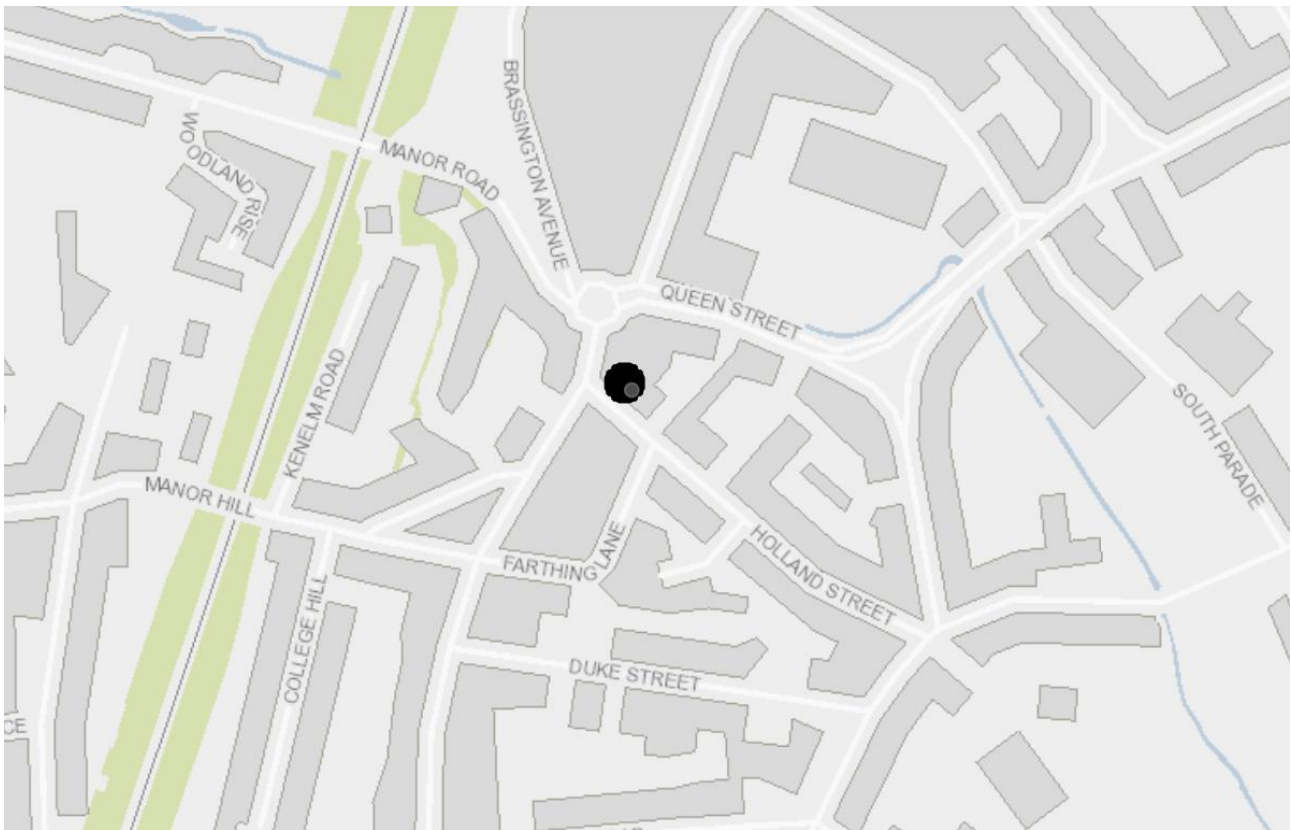 BRASSINGTON AVENUE
MANOR ROAD
WOODLAND RISE
QUEEN STREET
KENELM ROAD
SOUTH PARADE
MANOR HILL
FARTHING LANE
HOLLAND STREET
COLLEGE HILL
DUKE STREET
CE